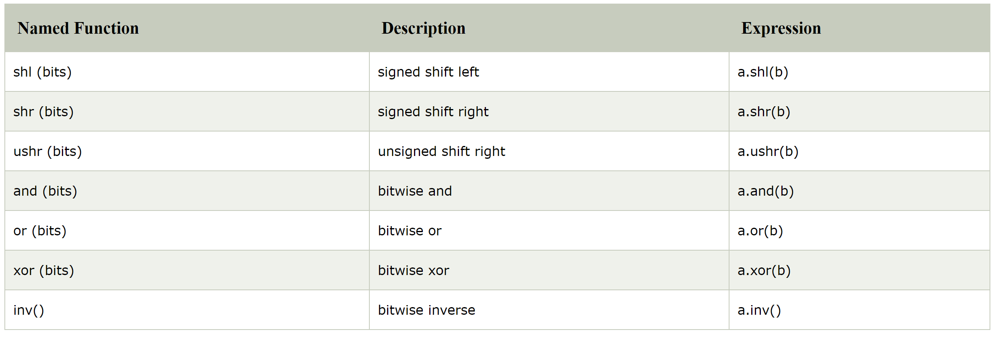 Named Function Description Expression
shl (bits) signed shift left a.shl(b)
shr (bits) signed shift right a.shr(b)
ushr (bits) unsigned shift right a.ushr(b)
and (bits) bitwise and a.and(b)
or (bits) bitwise or a.or(b)
xor (bits) bitwise xor a.xor(b)
inv() bitwise inverse a.inv()